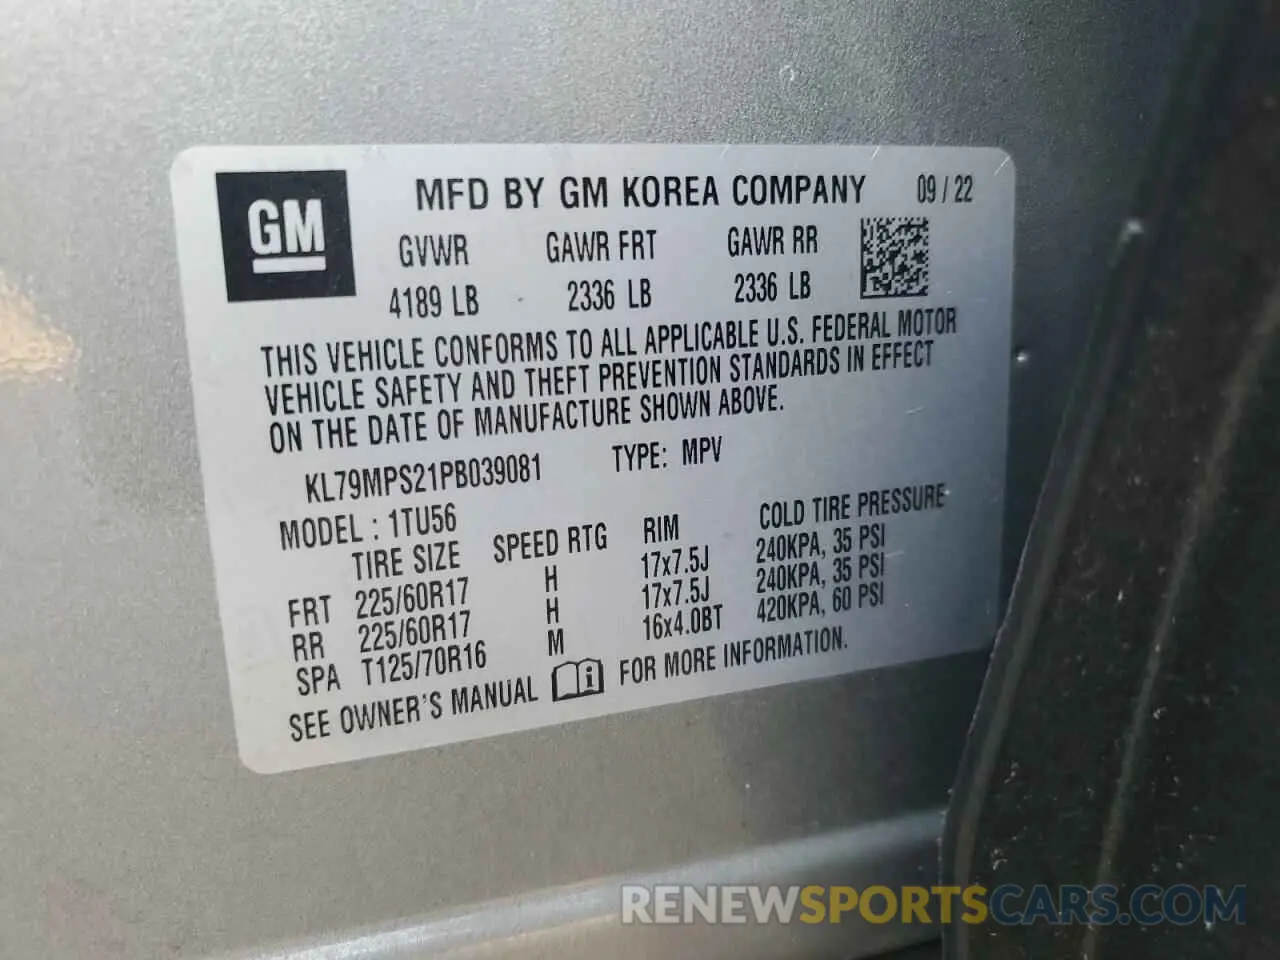 GM
MFD BY GM KOREA COMPANY 09 / 22
GVWR GAWR FRT GAWR RR
4189 LB 2336 LB 2336 LB
THIS VEHICLE CONFORMS TO ALL APPLICABLE U.S. FEDERAL MOTOR
VEHICLE SAFETY AND THEFT PREVENTION STANDARDS IN EFFECT
ON THE DATE OF MANUFACTURE SHOWN ABOVE.
KL79MPS21PB039081 TYPE: MPV
MODEL : 1TU56
TIRE SIZE SPEED RTG RIM COLD TIRE PRESSURE
FRT 225/60R17 H 17x7.5J 240KPA, 35 PSI
RR 225/60R17 H 17x7.5J 240KPA, 35 PSI
SPA T125/70R16 M 16x4.0BT 420KPA, 60 PSI
SEE OWNER'S MANUAL i FOR MORE INFORMATION.
RENEWSPORTSCARS.COM